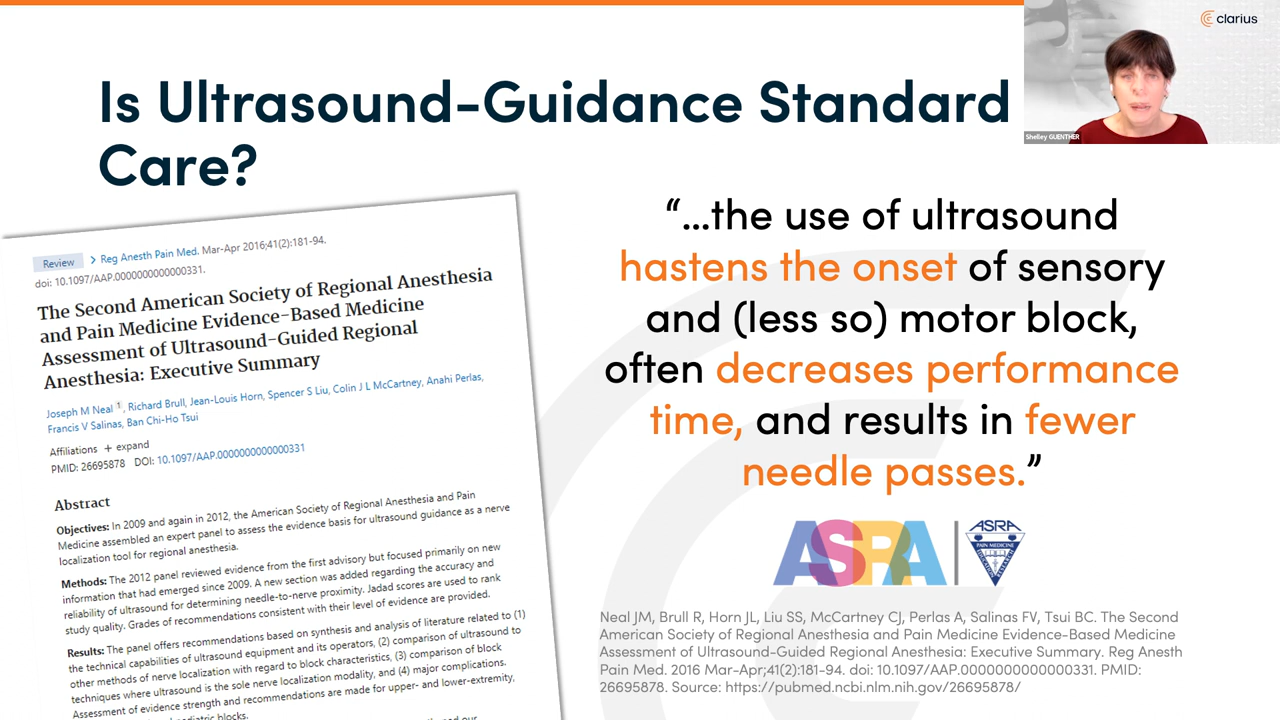 Is Ultrasound-Guidance Standard
Care?
clarius
Shelley GUENTHER
Review > Reg Anesth Pain Med. Mar-Apr 2016;41(2):181-94.
doi: 10.1097/AAP.0000000000000331.
The Second American Society of Regional Anesthesia
and Pain Medicine Evidence-Based Medicine
Assessment of Ultrasound-Guided Regional
Anesthesia: Executive Summary
Joseph M Neal 1, Richard Brull, Jean-Louis Horn, Spencer S Liu, Colin J L McCartney, Anahi Perlas,
Francis V Salinas, Ban Chi-Ho Tsui
Affiliations + expand
PMID: 26695878 DOI: 10.1097/AAP.0000000000000331
Abstract
Objectives: In 2009 and again in 2012, the American Society of Regional Anesthesia and Pain
Medicine assembled an expert panel to assess the evidence basis for ultrasound guidance as a nerve
localization tool for regional anesthesia.
Methods: The 2012 panel reviewed evidence from the first advisory but focused primarily on new
information that had emerged since 2009. A new section was added regarding the accuracy and
reliability of ultrasound for determining needle-to-nerve proximity. Jadad scores are used to rank
study quality. Grades of recommendations consistent with their level of evidence are provided.
Results: The panel offers recommendations based on synthesis and analysis of literature related to (1)
the technical capabilities of ultrasound equipment and its operators, (2) comparison of ultrasound to
other methods of nerve localization with regard to block characteristics, (3) comparison of block
techniques where ultrasound is the sole nerve localization modality, and (4) major complications.
Assessment of evidence strength and recommendations are made for upper- and lower-extremity,
blocks.
“...the use of ultrasound
hastens the onset of sensory
and (less so) motor block,
often decreases performance
time, and results in fewer
needle passes.”
ASRA
ASRA
PAIN MEDICINE
Neal JM, Brull R, Horn JL, Liu SS, McCartney CJ, Perlas A, Salinas FV, Tsui BC. The Second
American Society of Regional Anesthesia and Pain Medicine Evidence-Based Medicine
Assessment of Ultrasound-Guided Regional Anesthesia: Executive Summary. Reg Anesth
Pain Med. 2016 Mar-Apr;41(2):181-94. doi: 10.1097/AAP.0000000000000331. PMID:
26695878. Source: https://pubmed.ncbi.nlm.nih.gov/26695878/